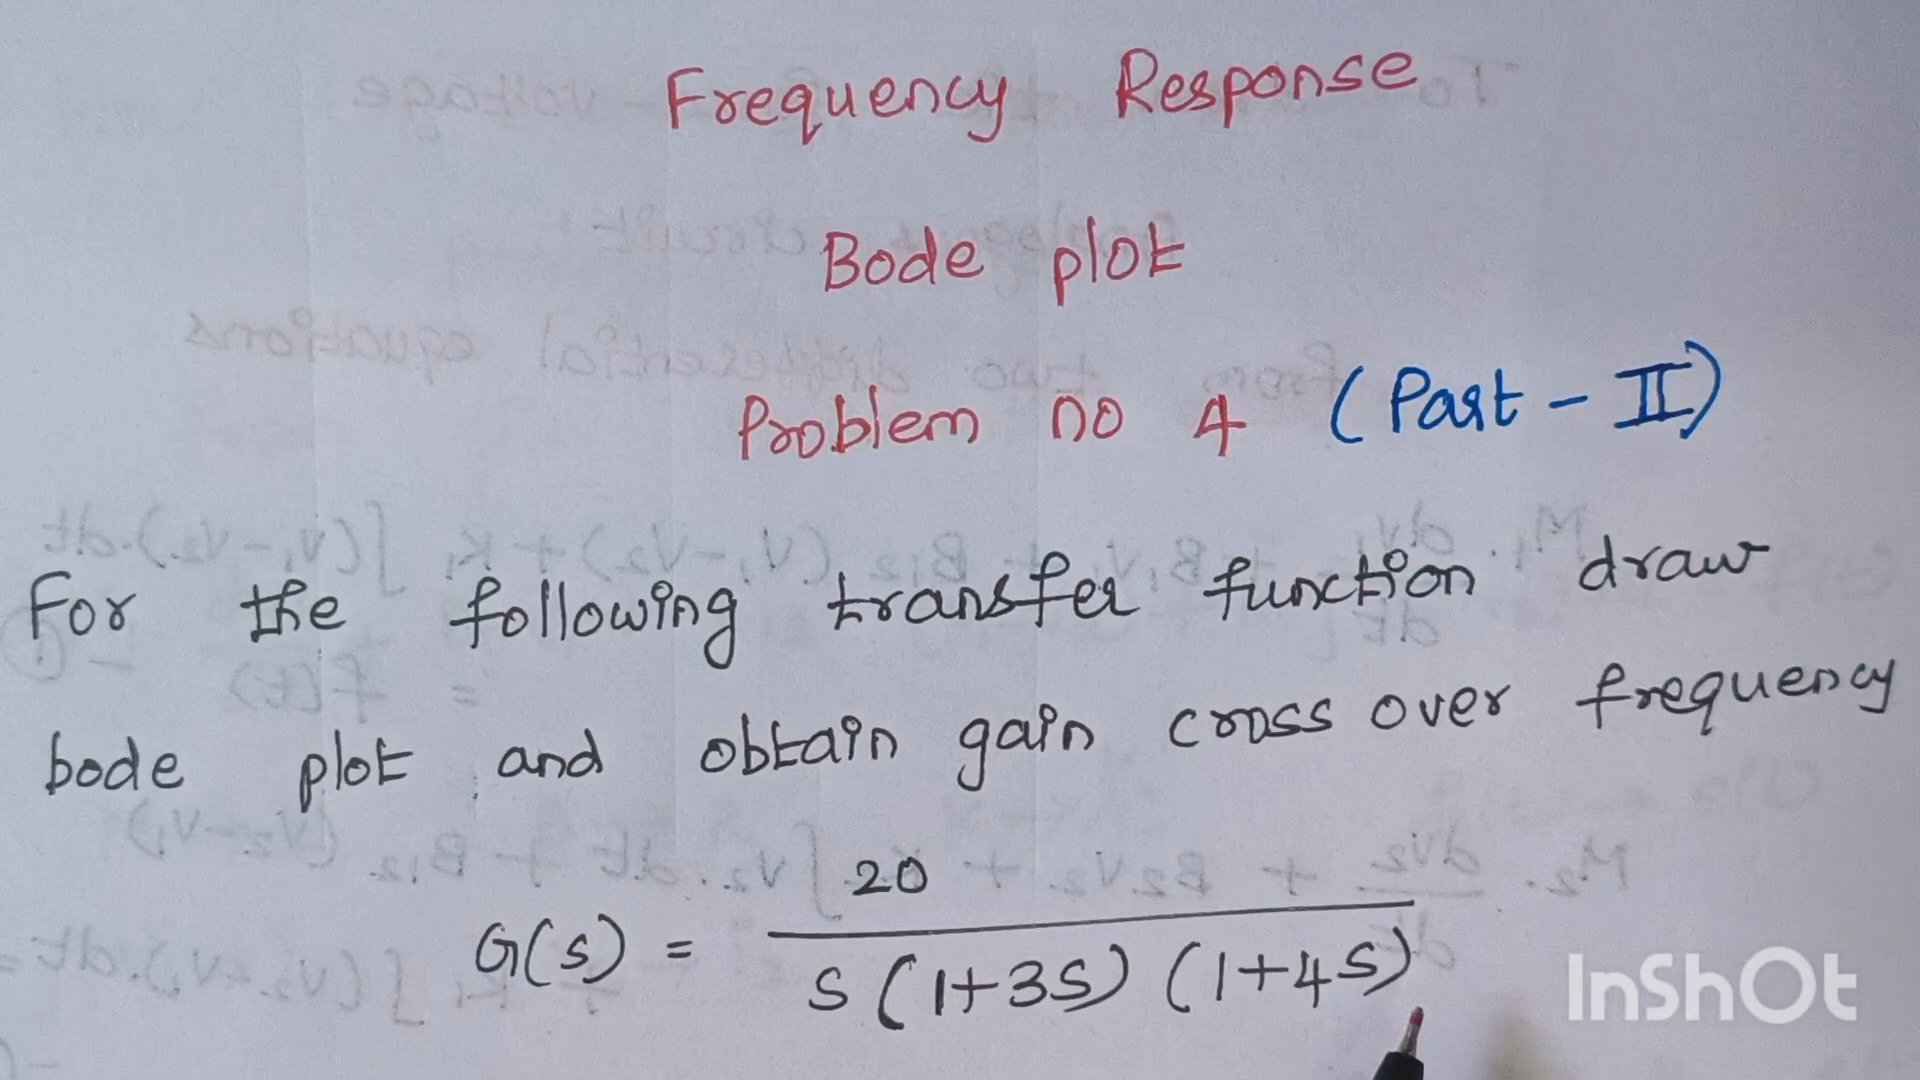 Frequency Response
Bode plot
Problem no 4 (Part - II)
For the following transfer function draw
bode plot and obtain gain cross over frequency
G(s) = 20 / s(1+3s)(1+4s)
InShOt